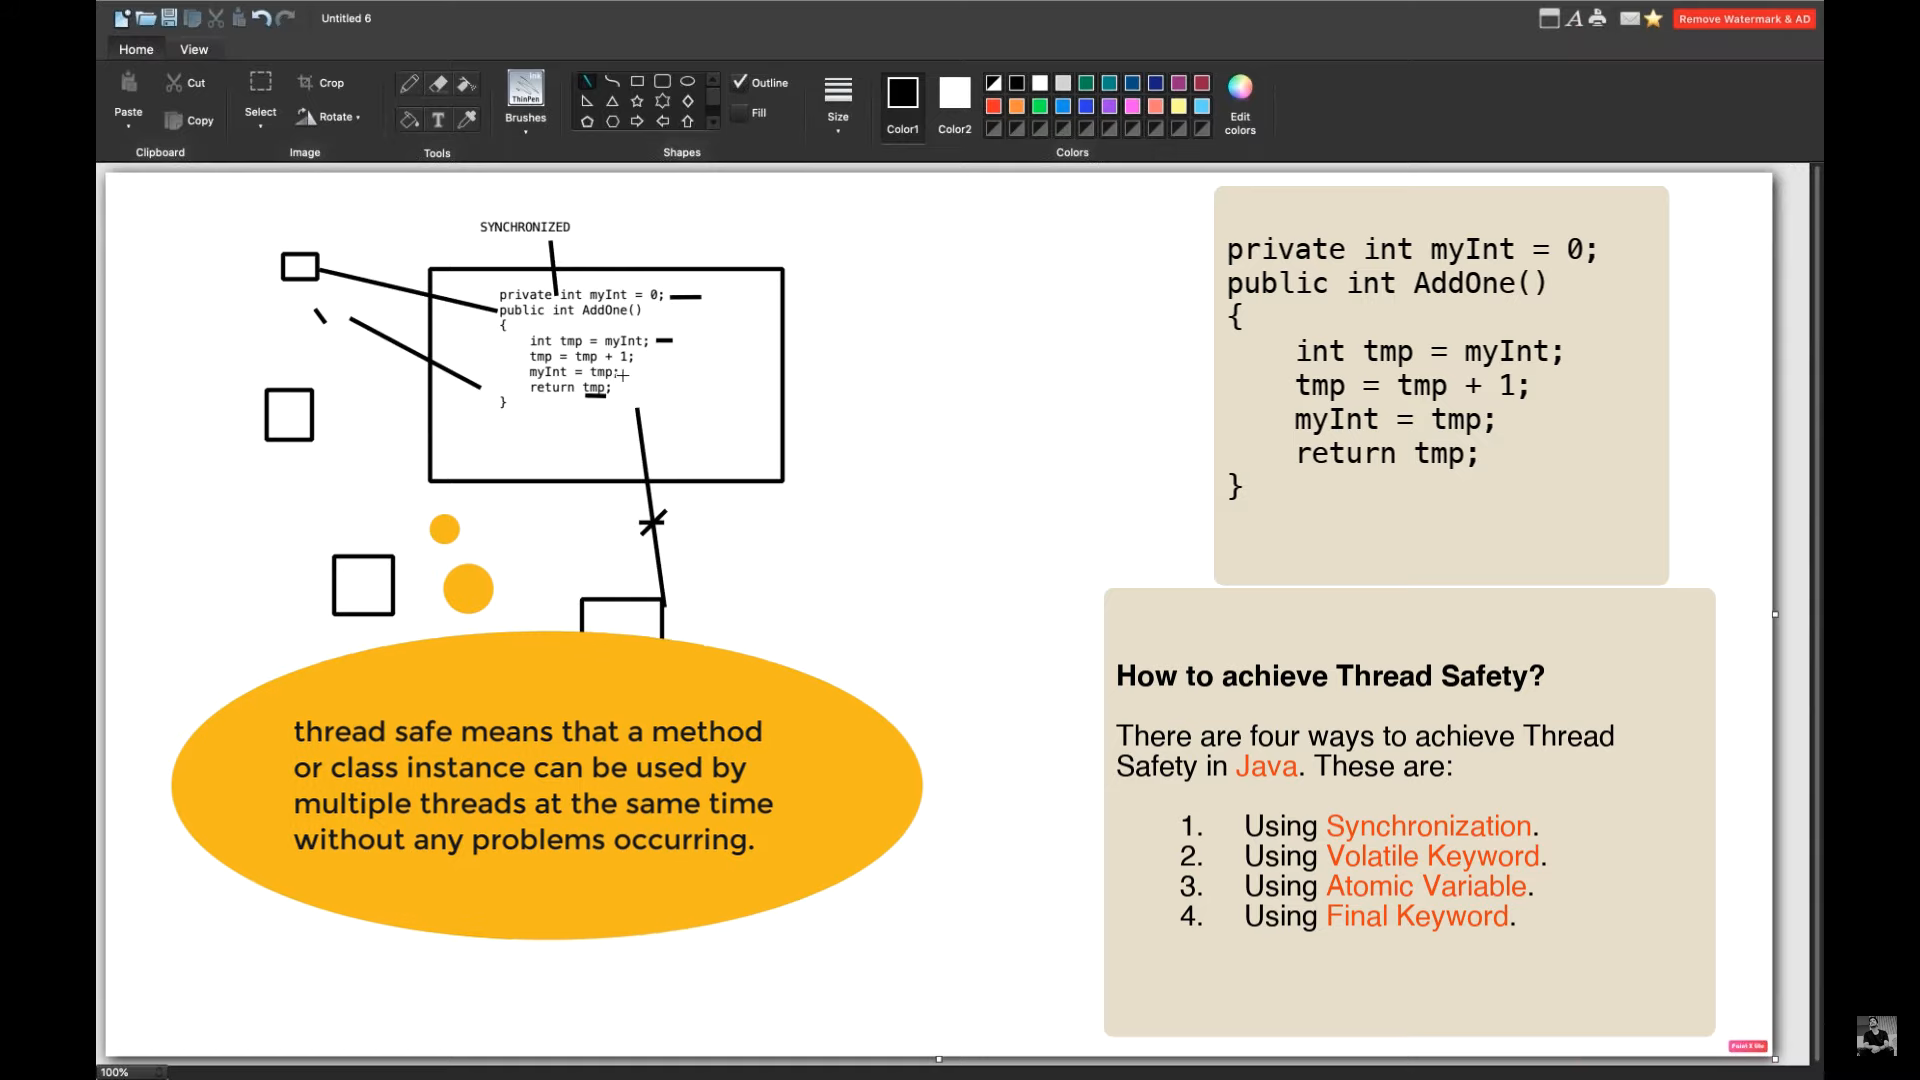 Untitled 6
Remove Watermark & AD
Home View
Paste
Cut
Copy
Clipboard
Select
Crop
Rotate
Image
Tools
Ink
ThinPen
Brushes
Outline
Fill
Shapes
Size
Color1
Color2
Edit
colors
Colors
SYNCHRONIZED
private int myInt = 0;
public int AddOne()
{
int tmp = myInt;
tmp = tmp + 1;
myInt = tmp;
return tmp;
}
thread safe means that a method
or class instance can be used by
multiple threads at the same time
without any problems occurring.
private int myInt = 0;
public int AddOne()
{
int tmp = myInt;
tmp = tmp + 1;
myInt = tmp;
return tmp;
}
How to achieve Thread Safety?
There are four ways to achieve Thread
Safety in Java. These are:
1. Using Synchronization.
2. Using Volatile Keyword.
3. Using Atomic Variable.
4. Using Final Keyword.
100%